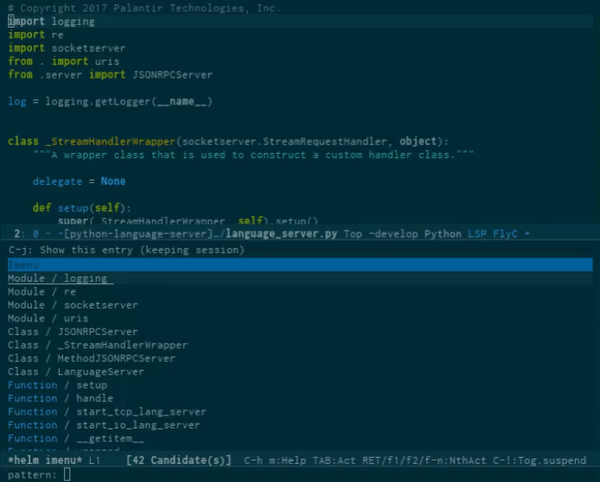 # Copyright 2017 Palantir Technologies, Inc.
import logging
import re
import socketserver
from . import uris
from .server import JSONRPCServer
log = logging.getLogger(__name__)
class _StreamHandlerWrapper(socketserver.StreamRequestHandler, object):
"""A wrapper class that is used to construct a custom handler class."""
delegate = None
def setup(self):
super(_StreamHandlerWrapper, self).setup()
2: 0 - -[python-language-server]…/language_server.py Top -develop Python LSP FlyC +
C-j: Show this entry (keeping session)
Imenu
Module / logging
Module / re
Module / socketserver
Module / uris
Class / JSONRPCServer
Class / _StreamHandlerWrapper
Class / MethodJSONRPCServer
Class / LanguageServer
Function / setup
Function / handle
Function / start_tcp_lang_server
Function / start_io_lang_server
Function / __getitem__
Function /
*helm imenu* L1 [42 Candidate(s)] C-h m:Help TAB:Act RET/f1/f2/f-n:NthAct C-!:Tog.suspend
pattern: